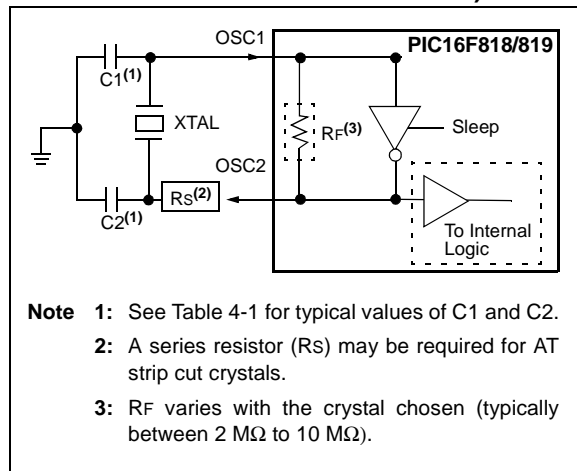 OSC1
PIC16F818/819
C1(1)
XTAL
RF(3)
Sleep
OSC2
RS(2)
C2(1)
To Internal
Logic
Note 1: See Table 4-1 for typical values of C1 and C2.
2: A series resistor (RS) may be required for AT
strip cut crystals.
3: RF varies with the crystal chosen (typically
between 2 MΩ to 10 MΩ).